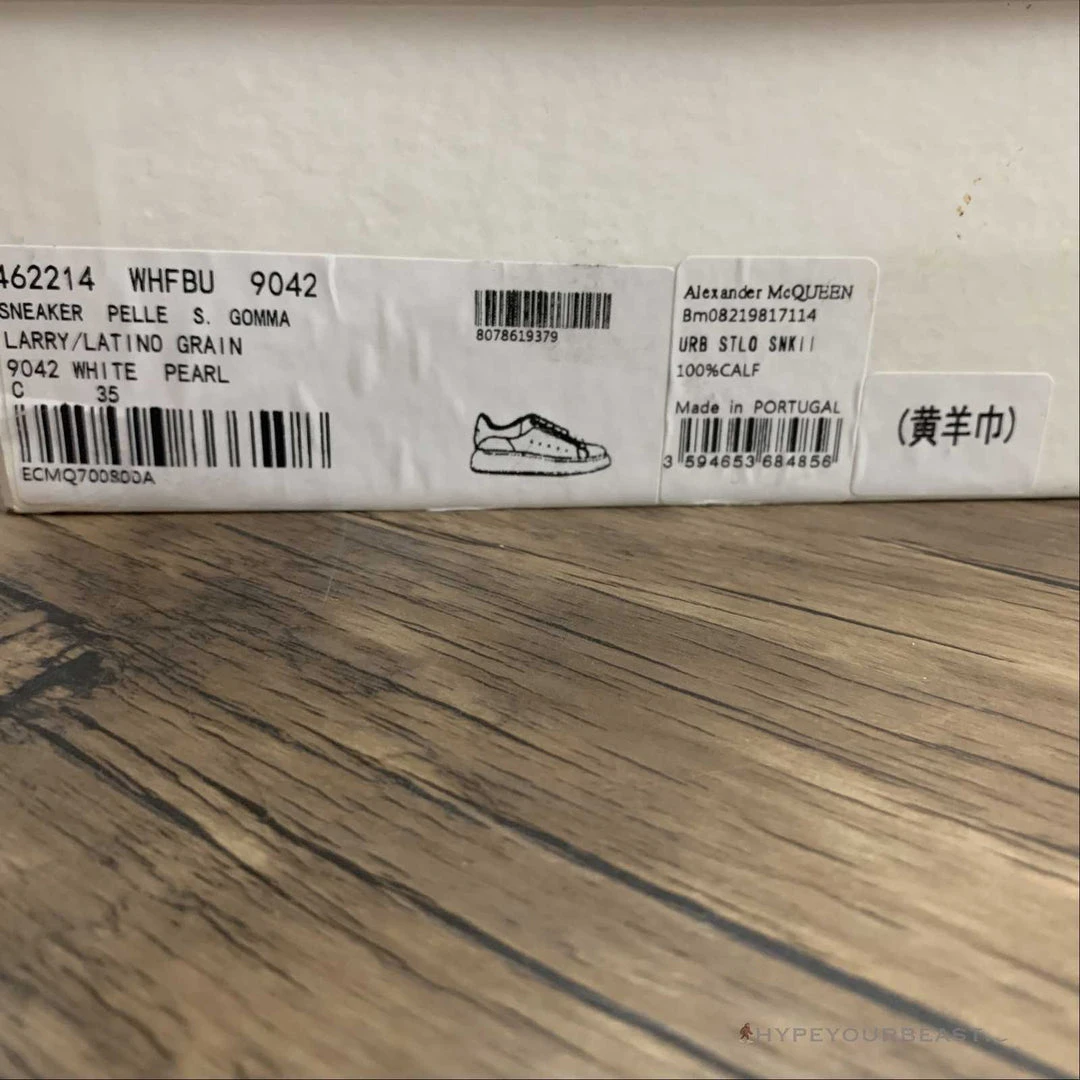 462214 WHFBU 9042
SNEAKER PELLE S. GOMMA
LARRY/LATINO GRAIN
9042 WHITE PEARL
C 35
ECMQ700800A
8078619379
Alexander McQUEEN
Bm08219817114
URB STLO SNKII
100%CALF
Made in PORTUGAL
3 594653 684856
(黄羊巾)
HYPEYOURBEAST